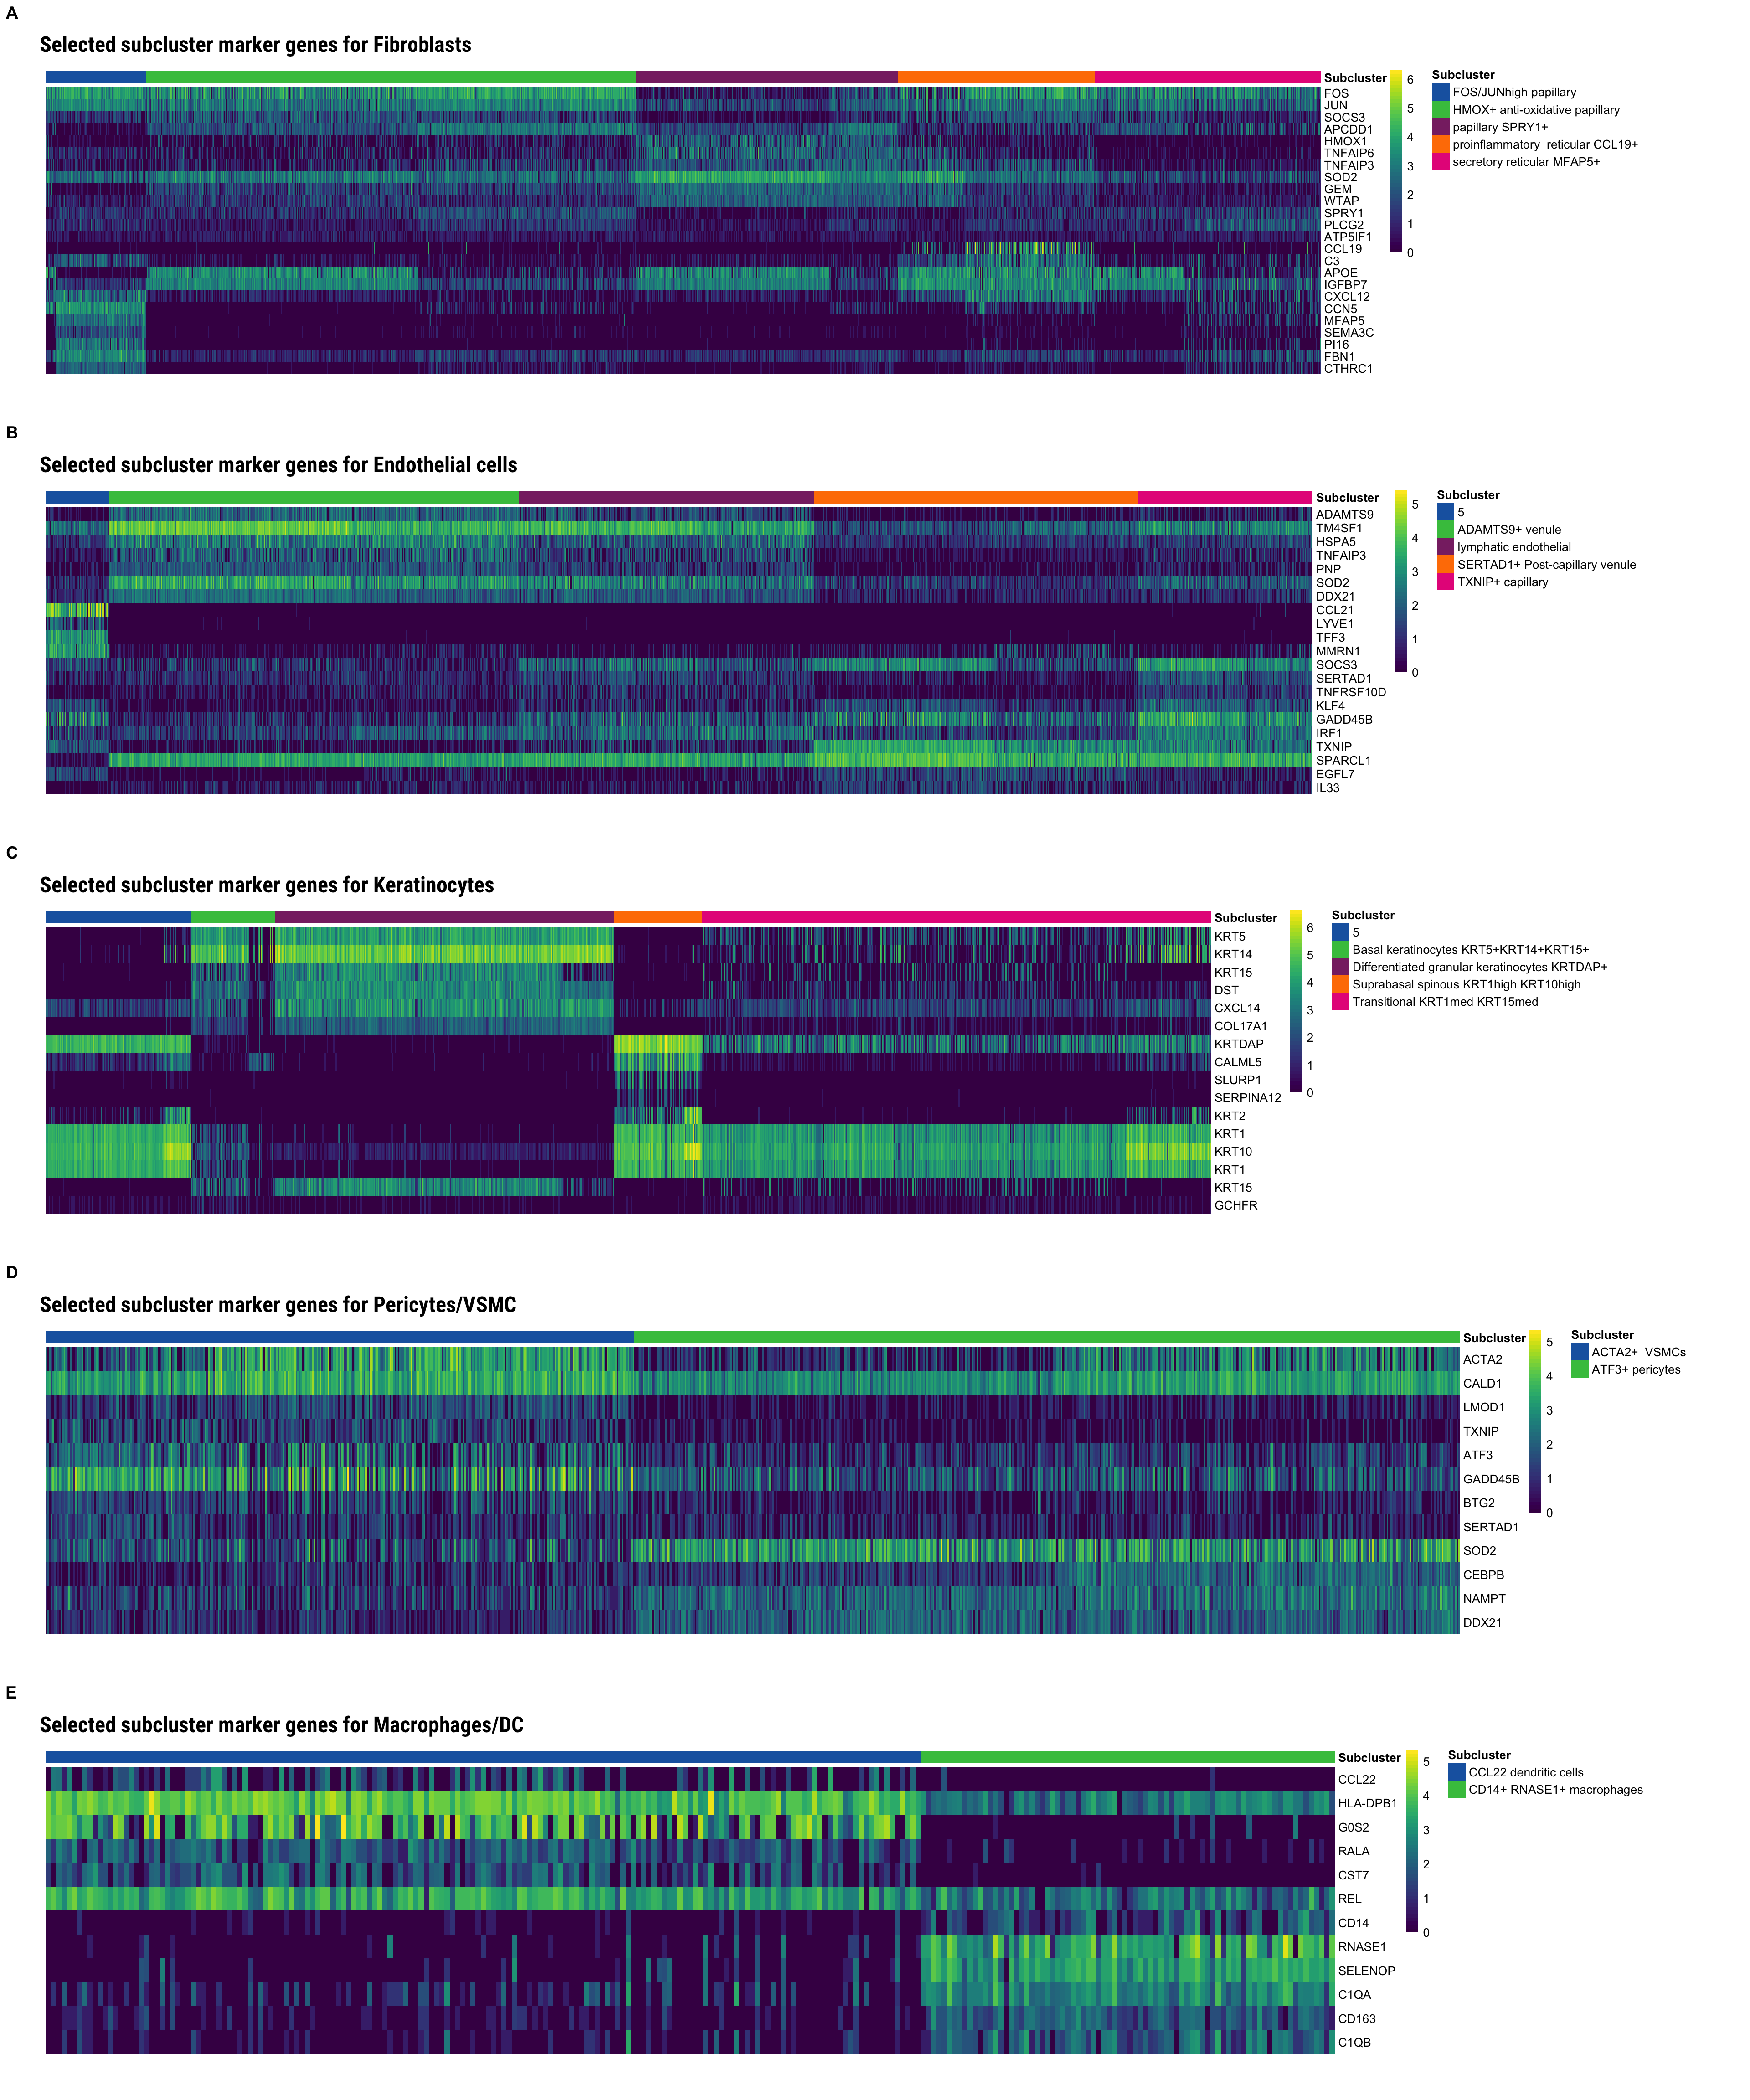 A
Selected subcluster marker genes for Fibroblasts
Subcluster
FOS
JUN
SOCS3
APCDD1
HMOX1
TNFAIP6
TNFAIP3
SOD2
GEM
WTAP
SPRY1
PLCG2
ATP5IF1
CCL19
C3
APOE
IGFBP7
CXCL12
CCN5
MFAP5
SEMA3C
PI16
FBN1
CTHRC1
6
5
4
3
2
1
0
Subcluster
FOS/JUNhigh papillary
HMOX+ anti-oxidative papillary
papillary SPRY1+
proinflammatory reticular CCL19+
secretory reticular MFAP5+
B
Selected subcluster marker genes for Endothelial cells
Subcluster
ADAMTS9
TM4SF1
HSPA5
TNFAIP3
PNP
SOD2
DDX21
CCL21
LYVE1
TFF3
MMRN1
SOCS3
SERTAD1
TNFRSF10D
KLF4
GADD45B
IRF1
TXNIP
SPARCL1
EGFL7
IL33
5
4
3
2
1
0
Subcluster
5
ADAMTS9+ venule
lymphatic endothelial
SERTAD1+ Post-capillary venule
TXNIP+ capillary
C
Selected subcluster marker genes for Keratinocytes
Subcluster
KRT5
KRT14
KRT15
DST
CXCL14
COL17A1
KRTDAP
CALML5
SLURP1
SERPINA12
KRT2
KRT1
KRT10
KRT1
KRT15
GCHFR
6
5
4
3
2
1
0
Subcluster
5
Basal keratinocytes KRT5+KRT14+KRT15+
Differentiated granular keratinocytes KRTDAP+
Suprabasal spinous KRT1high KRT10high
Transitional KRT1med KRT15med
D
Selected subcluster marker genes for Pericytes/VSMC
Subcluster
ACTA2
CALD1
LMOD1
TXNIP
ATF3
GADD45B
BTG2
SERTAD1
SOD2
CEBPB
NAMPT
DDX21
5
4
3
2
1
0
Subcluster
ACTA2+ VSMCs
ATF3+ pericytes
E
Selected subcluster marker genes for Macrophages/DC
Subcluster
CCL22
HLA-DPB1
G0S2
RALA
CST7
REL
CD14
RNASE1
SELENOP
C1QA
CD163
C1QB
5
4
3
2
1
0
Subcluster
CCL22 dendritic cells
CD14+ RNASE1+ macrophages